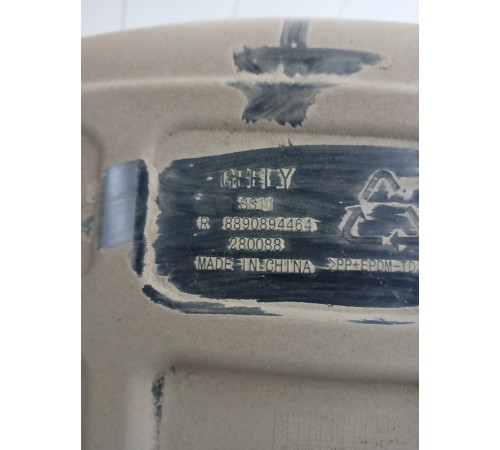 GEELY
SS11
R 8890894464
280088
MADE IN CHINA >PP+EPDM-TD